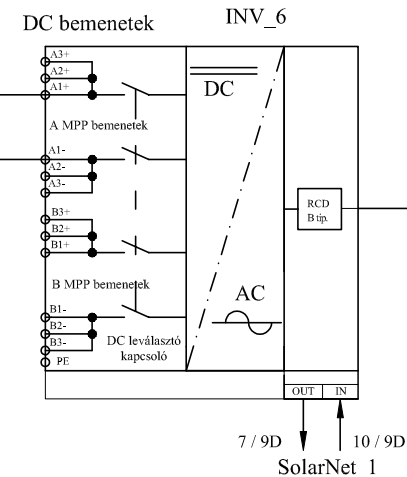 DC bemenetek
INV_6
A3+
A2+
A1+
DC
A MPP bemenetek
A1-
A2-
A3-
B3+
B2+
B1+
RCD
B tip.
B MPP bemenetek
AC
B1-
B2-
B3-
PE
DC leválasztó
kapcsoló
OUT
IN
7 / 9D
10 / 9D
SolarNet 1